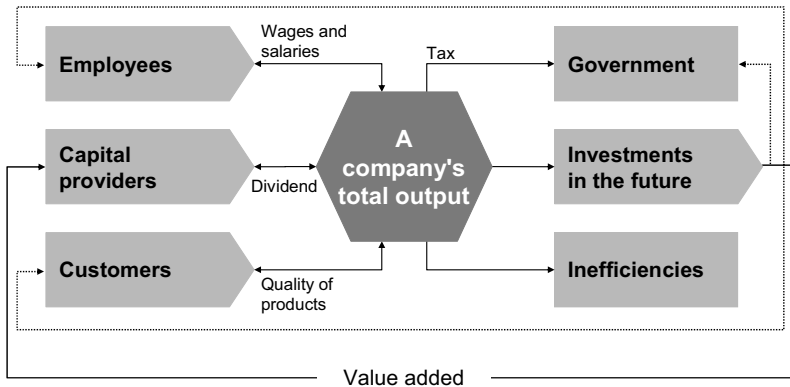 Wages and
salaries
Employees
Tax
Government
Capital
providers
Dividend
A
company's
total output
Investments
in the future
Customers
Quality of
products
Inefficiencies
Value added